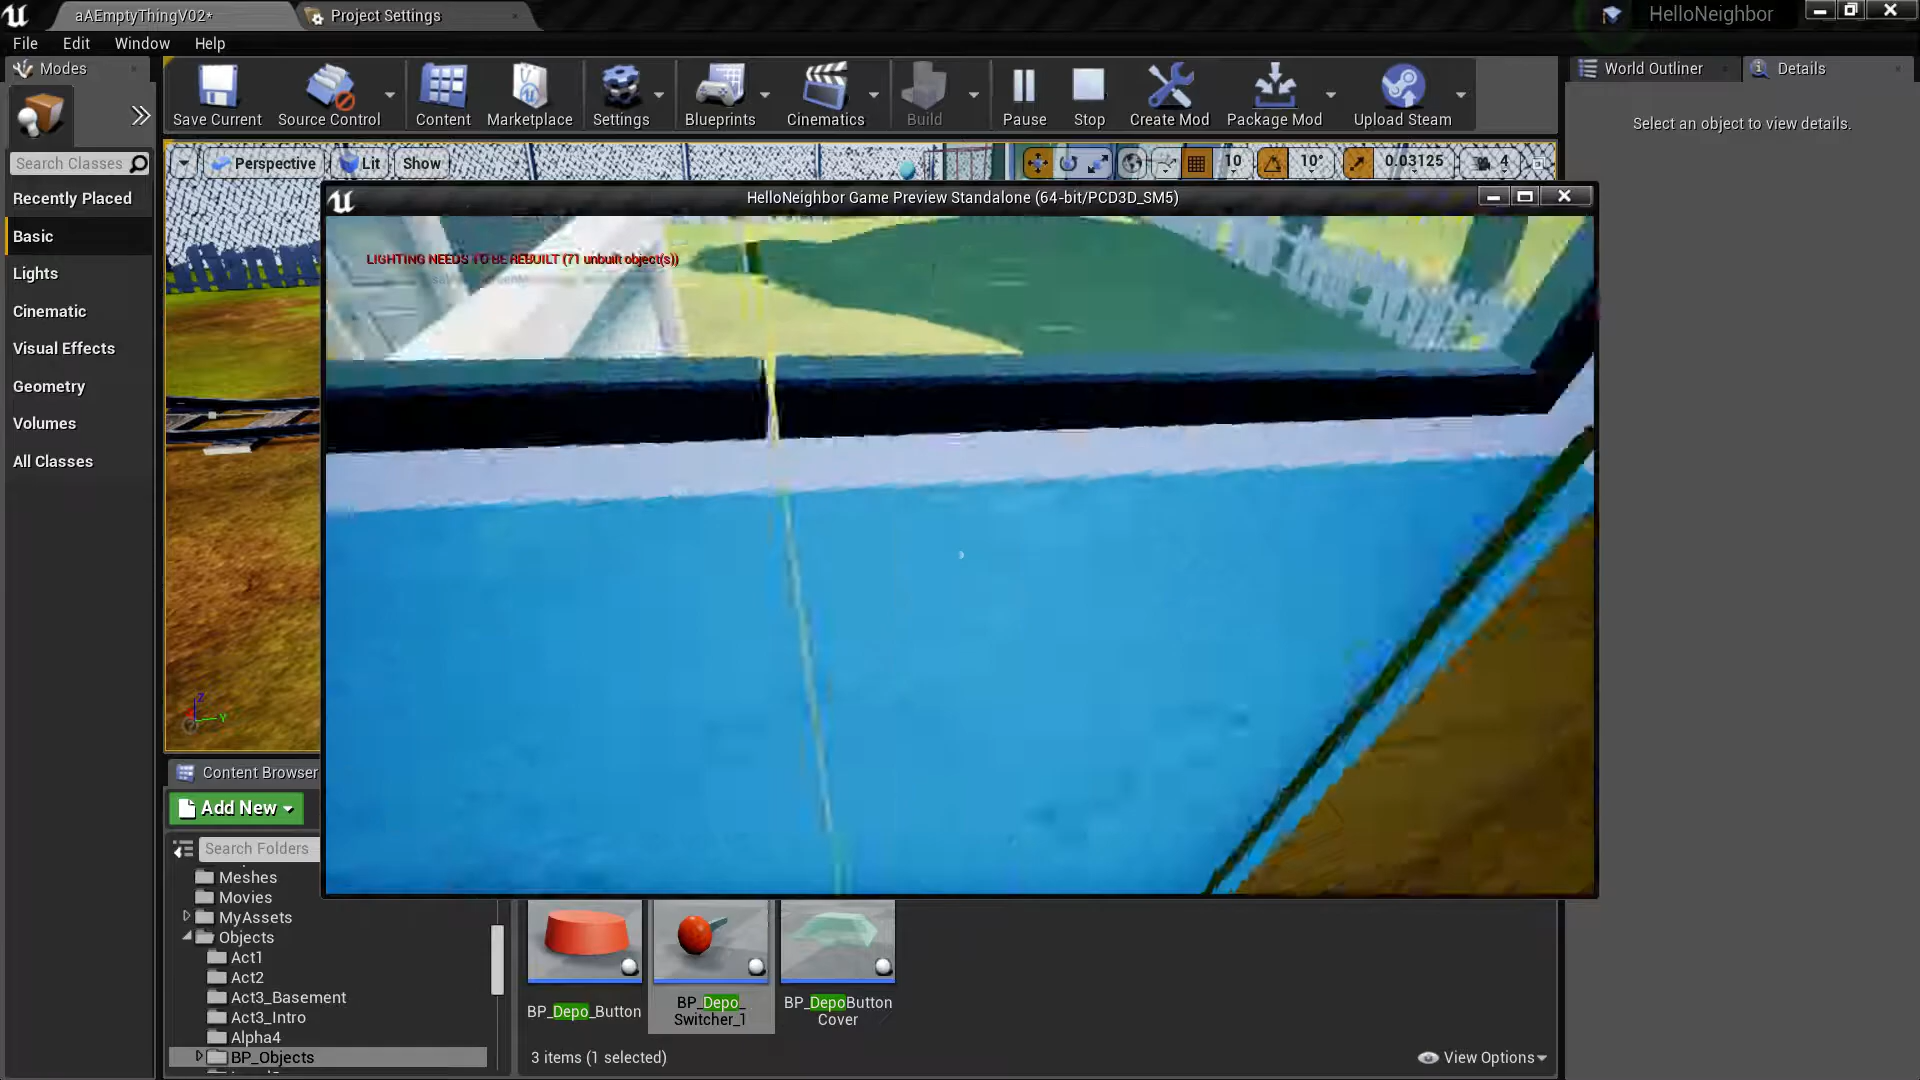 aAEmptyThingV02*
Project Settings
HelloNeighbor
File Edit Window Help
Modes
Save Current
Source Control
Content
Marketplace
Settings
Blueprints
Cinematics
Build
Pause
Stop
Create Mod
Package Mod
Upload Steam
World Outliner
Details
Select an object to view details.
Search Classes
Recently Placed
Basic
Lights
Cinematic
Visual Effects
Geometry
Volumes
All Classes
Perspective
Lit
Show
10
10°
0.03125
4
HelloNeighbor Game Preview Standalone (64-bit/PCD3D_SM5)
LIGHTING NEEDS TO BE REBUILT (71 unbuilt object(s))
Z
Y
Content Browser
Add New
Search Folders
Meshes
Movies
MyAssets
Objects
Act1
Act2
Act3_Basement
Act3_Intro
Alpha4
BP_Objects
BP_Depo_Button
BP_Depo_
Switcher_1
BP_DepoButton
Cover
3 items (1 selected)
View Options